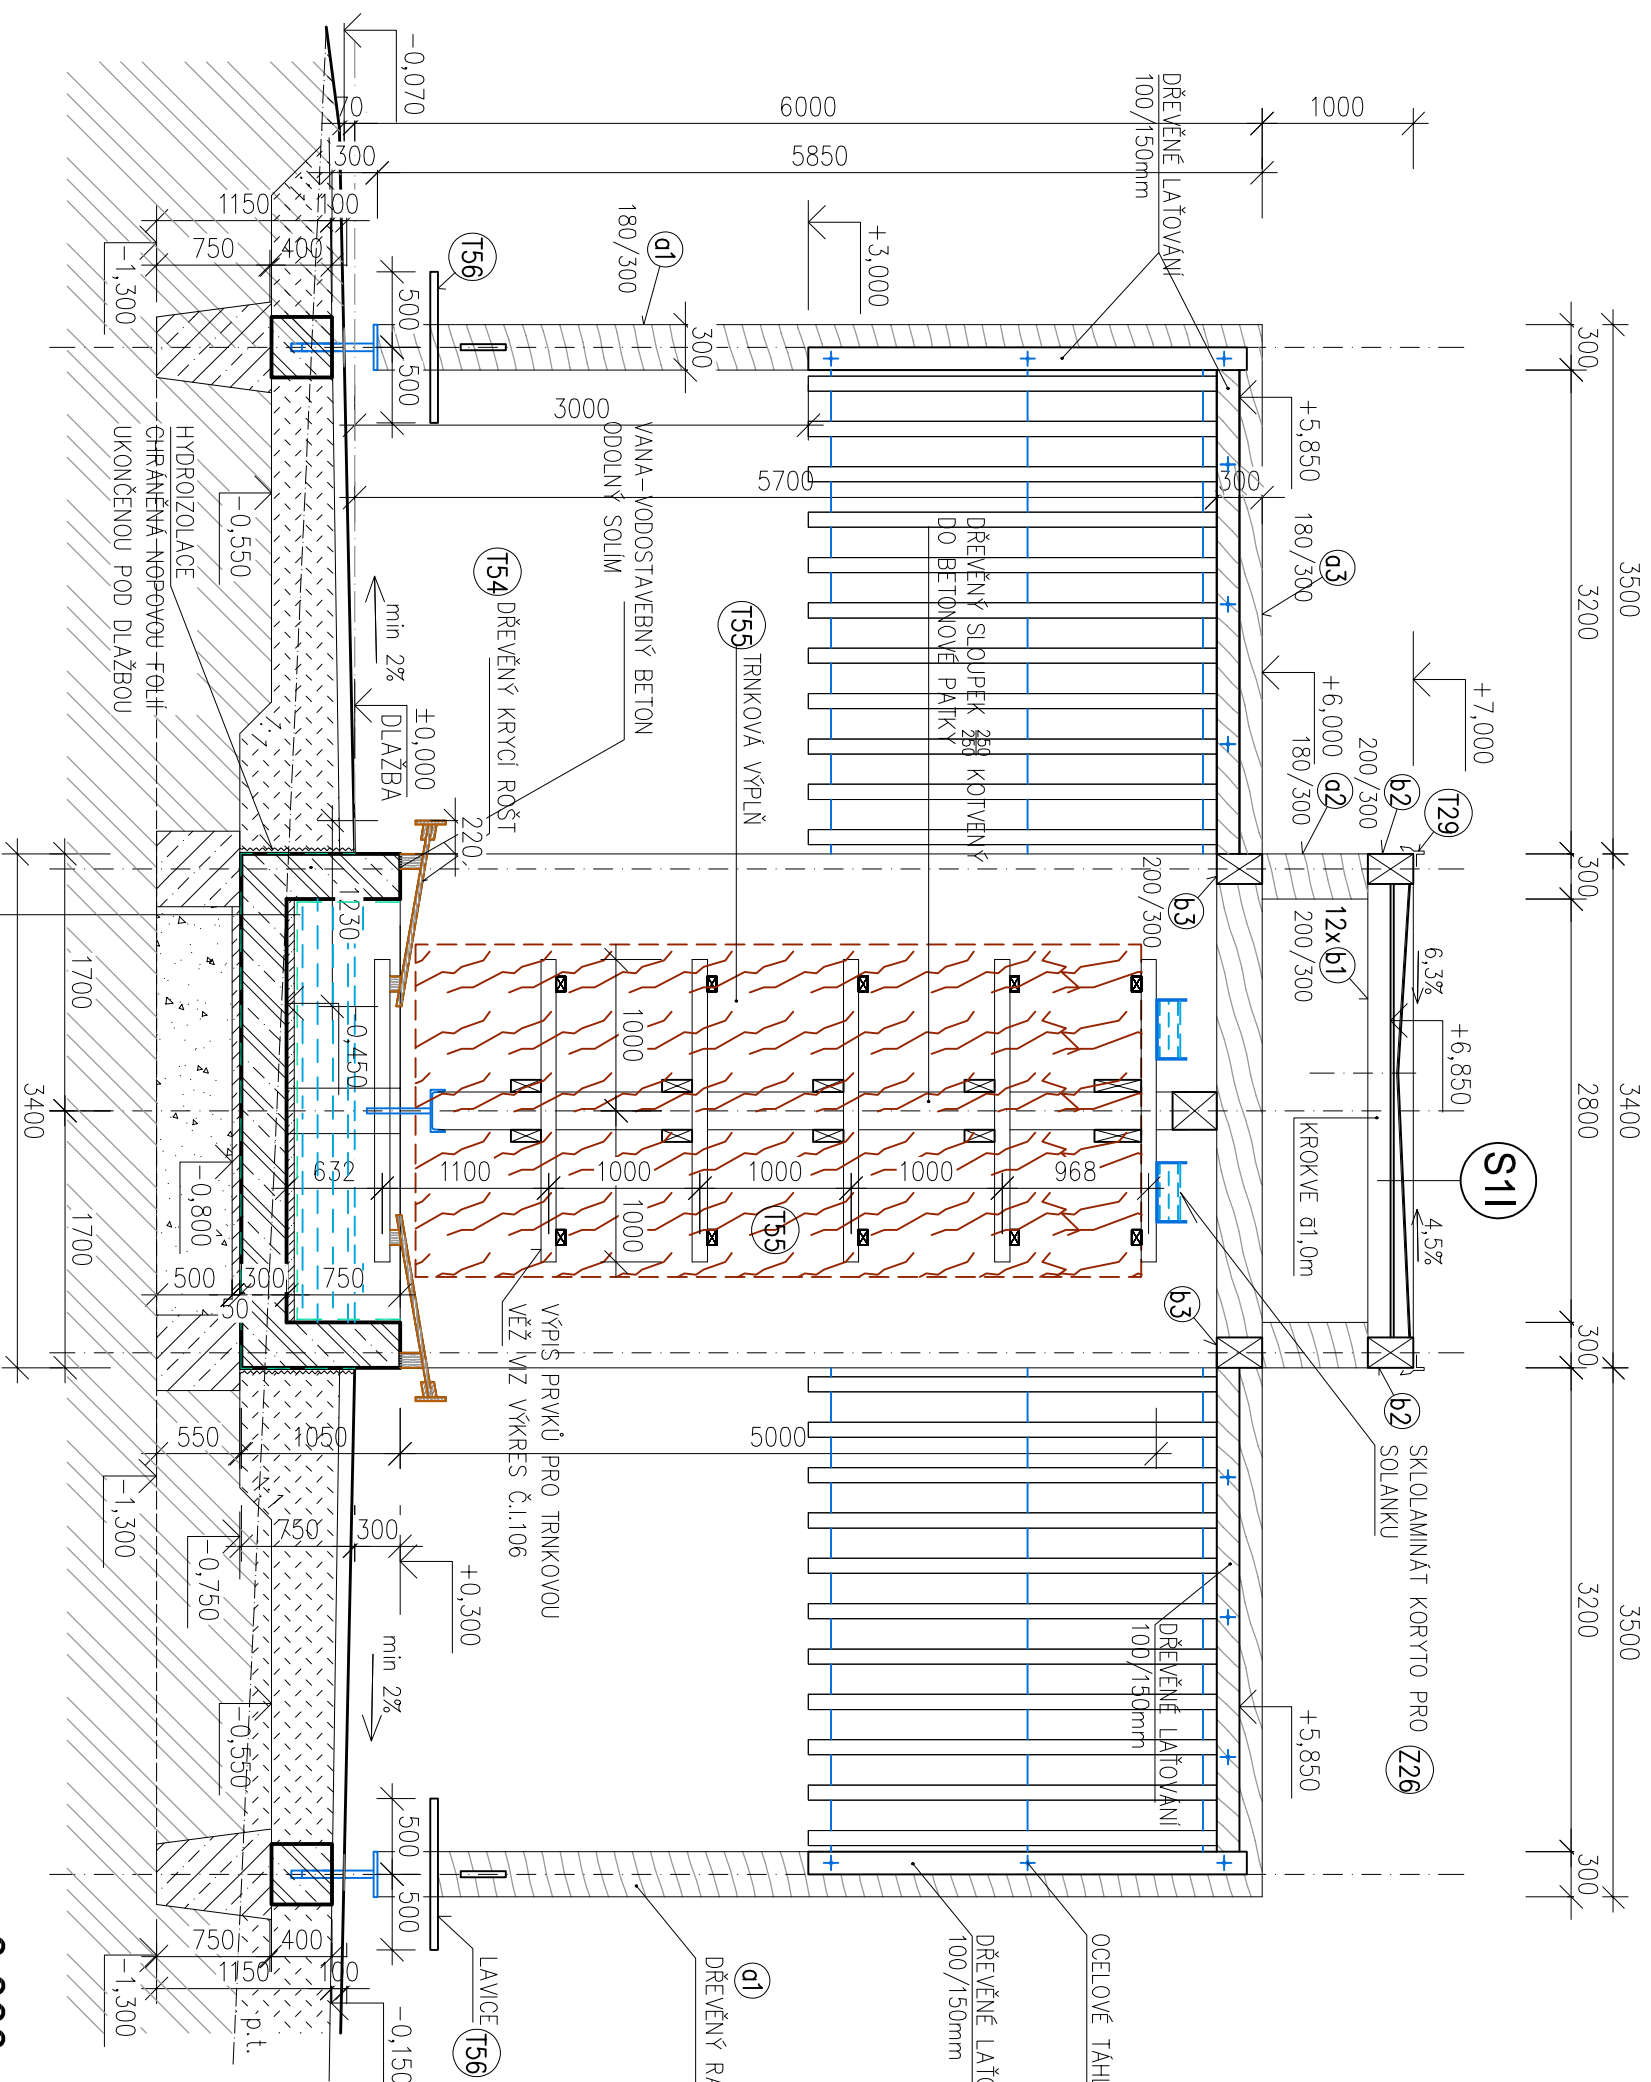 3500
3400
3500
300
3200
300
2800
300
3200
300
+7,000
T29
b2
200/300
+6,000
a2
180/300
a3
180/300
+5,850
6,3%
+6,850
S1I
4,5%
12x b1
200/300
KROKVE á1,0m
b2
SKLOLAMINÁT KORYTO PRO
SOLANKU
Z26
+5,850
b3
200/300
b3
1000
6000
5850
DŘEVĚNÉ LAŤOVÁNÍ
100/150mm
+3,000
a1
180/300
300
T56
500
500
3000
5700
300
DŘEVĚNÝ SLOUPEK 250/250 KOTVENÝ
DO BETONOVÉ PATKY
T55 TRNKOVÁ VÝPLŇ
VANA-VODOSTAVEBNÝ BETON
ODOLNÝ SOLÍM
T54 DŘEVĚNÝ KRYCÍ ROŠT
DŘEVĚNÉ LAŤOVÁNÍ
100/150mm
OCELOVÉ
DŘEVĚNÉ
100/150mm
a1
DŘEVĚNÝ
LAVICE T56
500
500
T55
1000
1000
632
1100
1000
1000
1000
968
5000
VÝPIS PRVKŮ PRO TRNKOVOU
VĚŽ VIZ VÝKRES Č.I.106
-0,070
70
300
1150
100
750
400
-1,300
-0,550
min 2%
±0,000
DLAŽBA
HYDROIZOLACE
CHRÁNĚNÁ NOPOVOU FOLIÍ
UKONČENOU POD DLAŽBOU
220
1230
-0,450
-0,800
500
300
750
50
550
1050
750
300
+0,300
-1,300
-0,750
min 2%
-0,550
750
400
1150
100
-1,300
-0,150
p.t.
1700
1700
3400